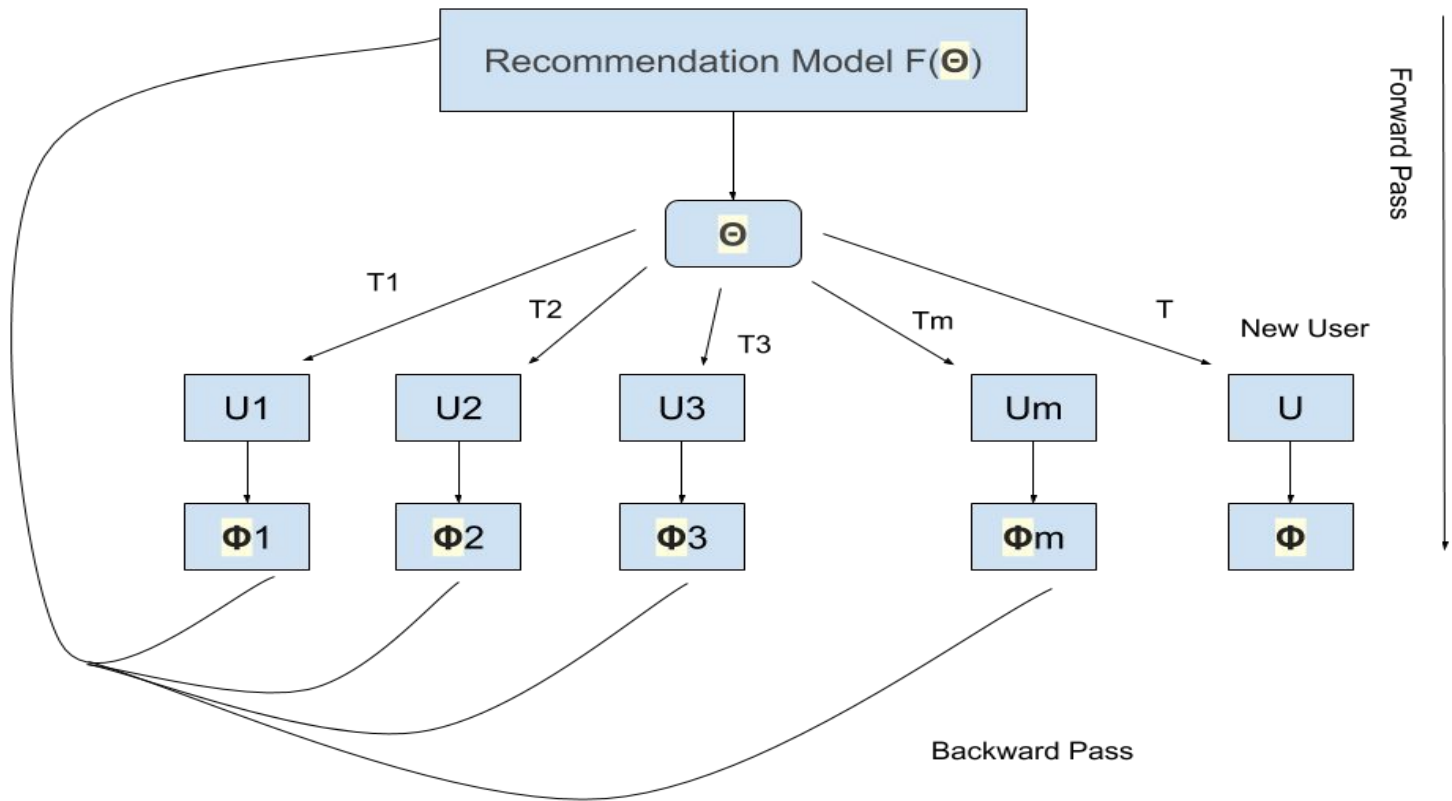 Recommendation Model F(Θ)
Forward Pass
Θ
T1
T2
T3
Tm
T
New User
U1
U2
U3
Um
U
Φ1
Φ2
Φ3
Φm
Φ
Backward Pass